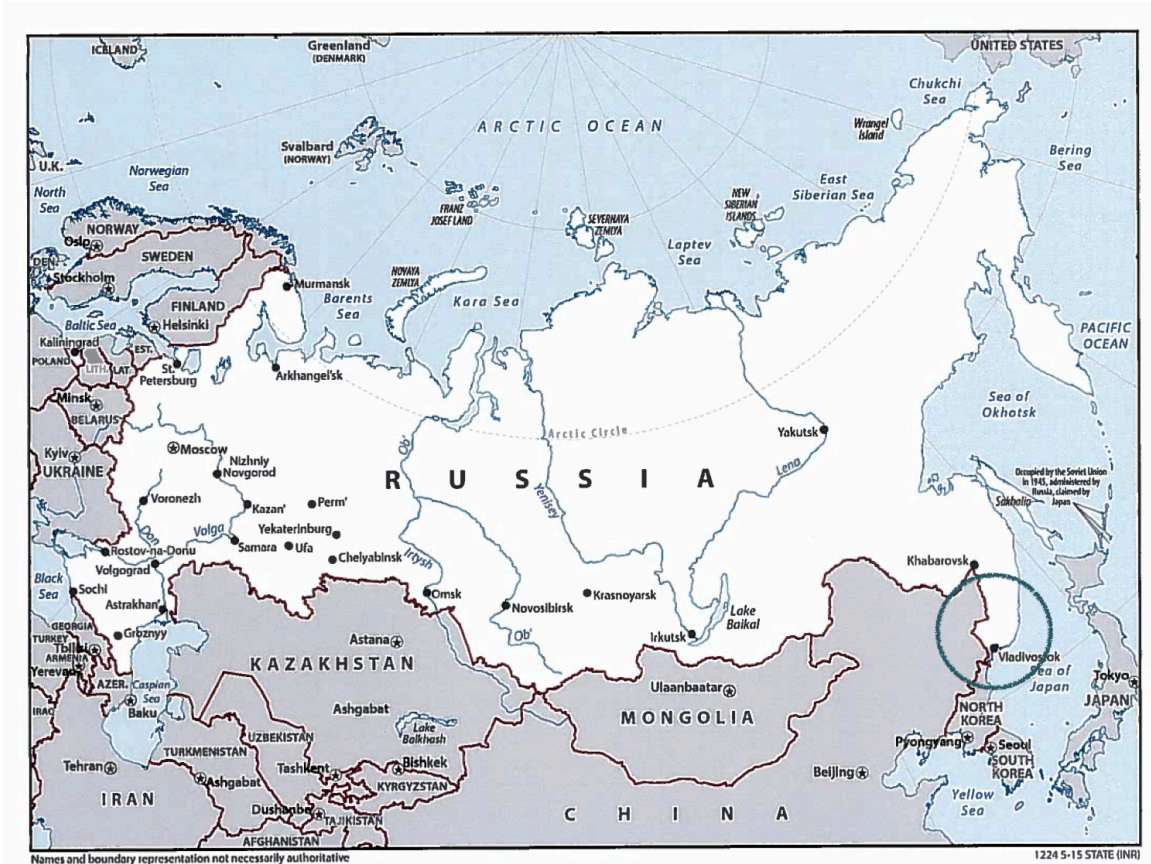 ICELAND
Greenland
(DENMARK)
UNITED STATES
Chukchi
Sea
ARCTIC OCEAN
Wrangel
Island
Svalbard
(NORWAY)
Bering
Sea
U.K.
Norwegian
Sea
East
Siberian Sea
North
Sea
NEW
SIBERIAN
ISLANDS
FRANZ
JOSEF LAND
SEVERNAYA
ZEMLYA
NORWAY
Oslo
Laptev
Sea
SWEDEN
DEN.
Stockholm
NOVAYA
ZEMLYA
Murmansk
Barents
Sea
Kara Sea
FINLAND
Helsinki
Baltic Sea
PACIFIC
OCEAN
Kaliningrad
POLAND
LITH.
LAT.
EST.
St.
Petersburg
Arkhangel'sk
Minsk
BELARUS
Sea of
Okhotsk
Arctic Circle
Yakutsk
Ob'
Moscow
Kyiv
UKRAINE
Nizhniy
Novgorod
RUSSIA
Lena
Occupied by the Soviet Union
in 1945, administered by
Russia, claimed by
Japan
Yenisey
Sakhalin
Voronezh
Kazan'
Perm'
Don
Volga
Yekaterinburg
Samara
Ufa
Rostov-na-Donu
Chelyabinsk
Irtysh
Khabarovsk
Volgograd
Black
Sea
Sochi
Omsk
Krasnoyarsk
Astrakhan'
Novosibirsk
Lake
Baikal
GEORGIA
Groznyy
Ob'
Irkutsk
TURKEY
Tbilisi
Astana
ARMENIA
Vladivostok
KAZAKHSTAN
Yerevan
Sea of
Japan
AZER.
Caspian
Sea
Ulaanbaatar
Tokyo
JAPAN
IRAQ
Baku
Ashgabat
MONGOLIA
NORTH
KOREA
Lake
Balkhash
UZBEKISTAN
Pyongyang
Seoul
TURKMENISTAN
SOUTH
KOREA
Tehran
Tashkent
Bishkek
Beijing
Ashgabat
KYRGYZSTAN
IRAN
Yellow
Sea
Dushanbe
TAJIKISTAN
CHINA
AFGHANISTAN
Names and boundary representation not necessarily authoritative
1224 5-15 STATE (INR)